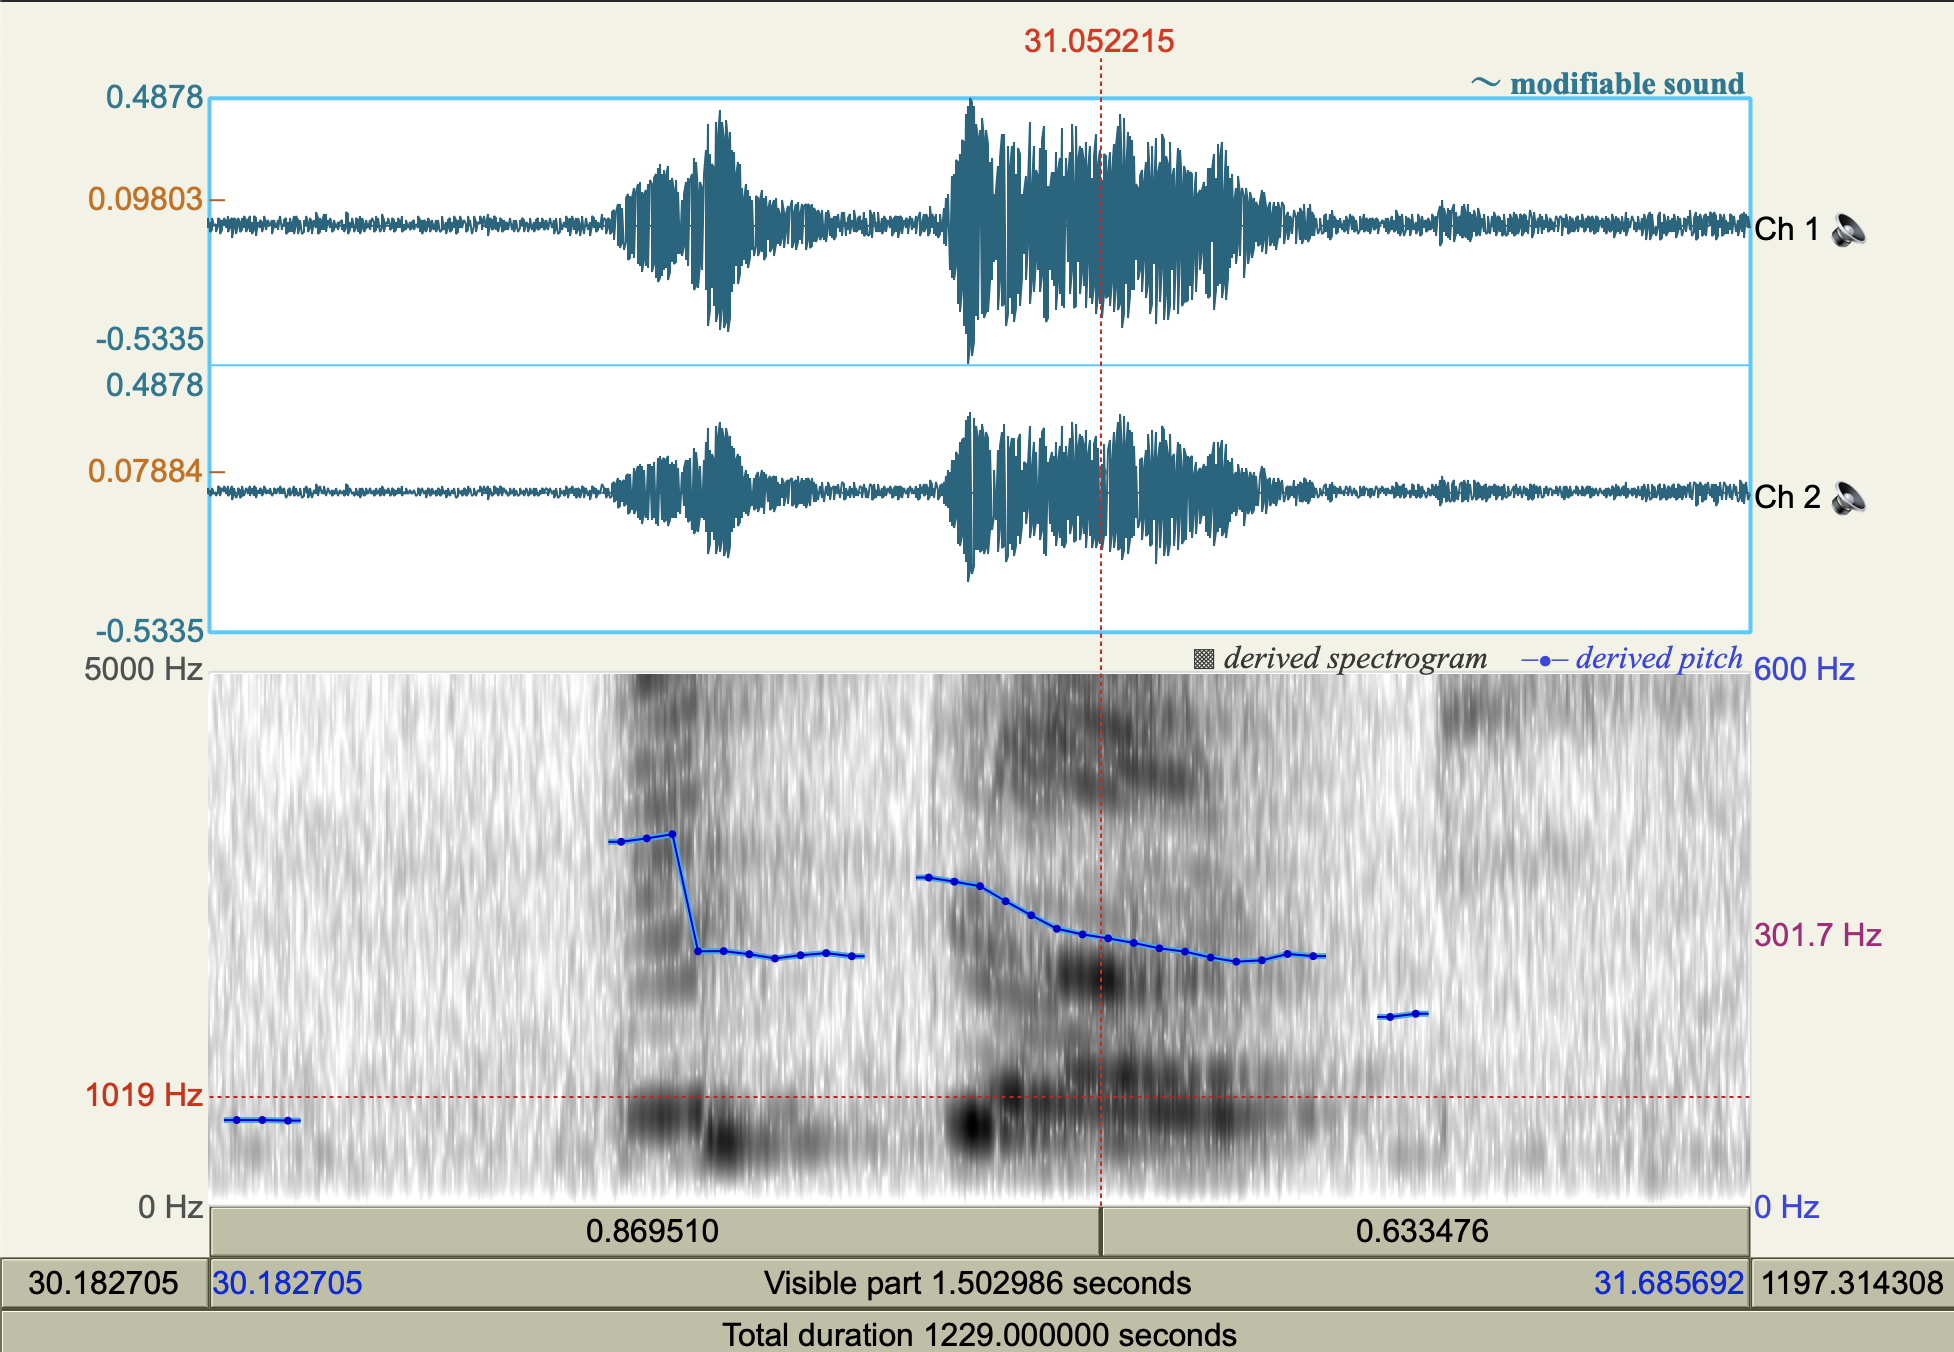 31.052215
~ modifiable sound
0.4878
0.09803
Ch 1
-0.5335
0.4878
0.07884
Ch 2
-0.5335
derived spectrogram derived pitch
5000 Hz 600 Hz
301.7 Hz
1019 Hz
0 Hz 0 Hz
0.869510 0.633476
30.182705 30.182705 Visible part 1.502986 seconds 31.685692 1197.314308
Total duration 1229.000000 seconds